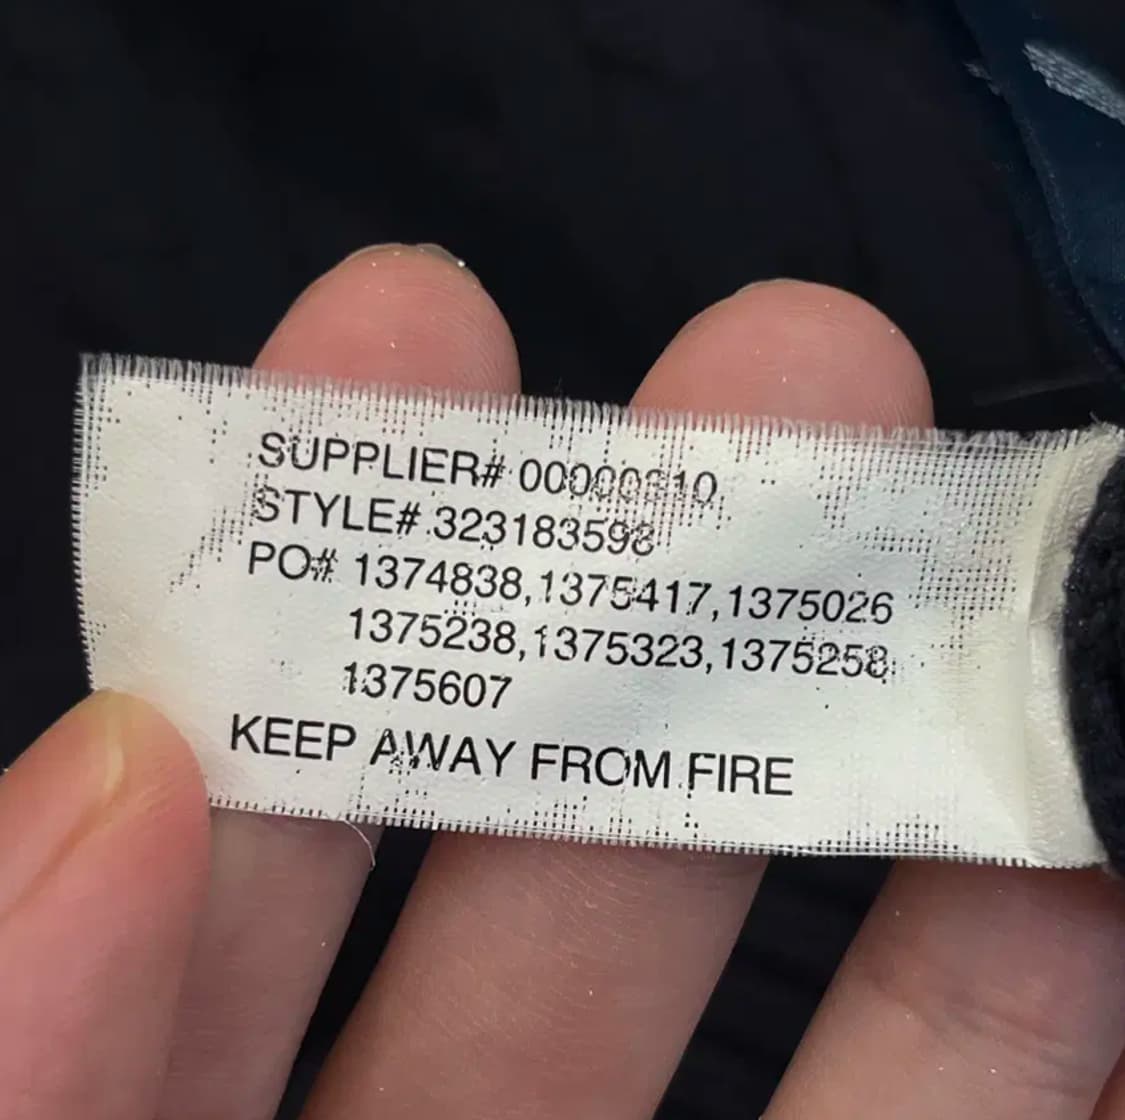 SUPPLIER#
STYLE# 323183598
PO# 1374838,1375417,1375026
1375238,1375323,1375258
1375607
KEEP AWAY FROM FIRE